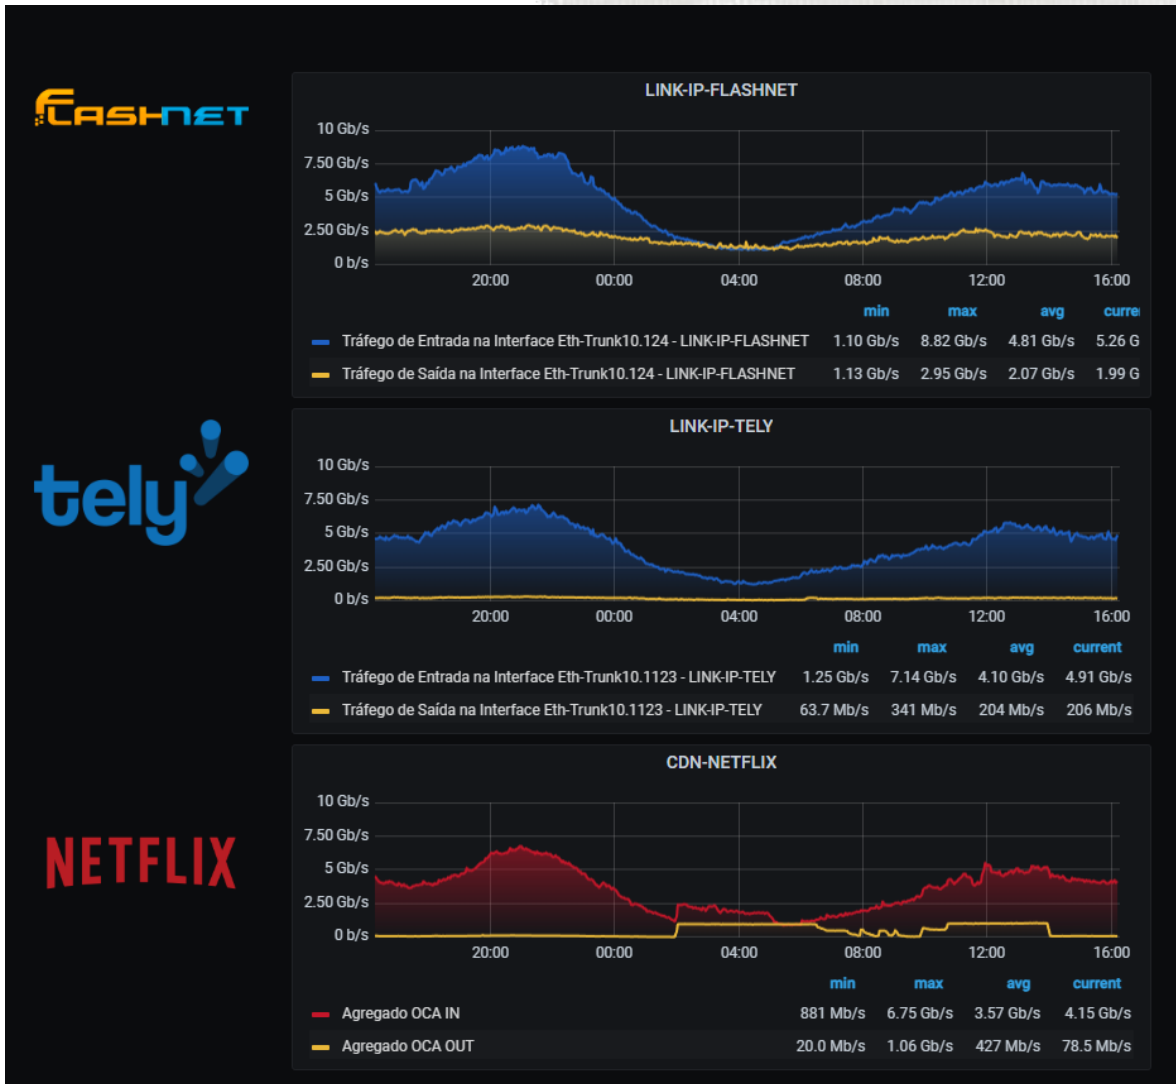 FLASHNET
LINK-IP-FLASHNET
10 Gb/s
7.50 Gb/s
5 Gb/s
2.50 Gb/s
0 b/s
20:00 00:00 04:00 08:00 12:00 16:00
min max avg curre
Tráfego de Entrada na Interface Eth-Trunk10.124 - LINK-IP-FLASHNET 1.10 Gb/s 8.82 Gb/s 4.81 Gb/s 5.26 G
Tráfego de Saída na Interface Eth-Trunk10.124 - LINK-IP-FLASHNET 1.13 Gb/s 2.95 Gb/s 2.07 Gb/s 1.99 G
tely
LINK-IP-TELY
10 Gb/s
7.50 Gb/s
5 Gb/s
2.50 Gb/s
0 b/s
20:00 00:00 04:00 08:00 12:00 16:00
min max avg current
Tráfego de Entrada na Interface Eth-Trunk10.1123 - LINK-IP-TELY 1.25 Gb/s 7.14 Gb/s 4.10 Gb/s 4.91 Gb/s
Tráfego de Saída na Interface Eth-Trunk10.1123 - LINK-IP-TELY 63.7 Mb/s 341 Mb/s 204 Mb/s 206 Mb/s
NETFLIX
CDN-NETFLIX
10 Gb/s
7.50 Gb/s
5 Gb/s
2.50 Gb/s
0 b/s
20:00 00:00 04:00 08:00 12:00 16:00
min max avg current
Agregado OCA IN 881 Mb/s 6.75 Gb/s 3.57 Gb/s 4.15 Gb/s
Agregado OCA OUT 20.0 Mb/s 1.06 Gb/s 427 Mb/s 78.5 Mb/s